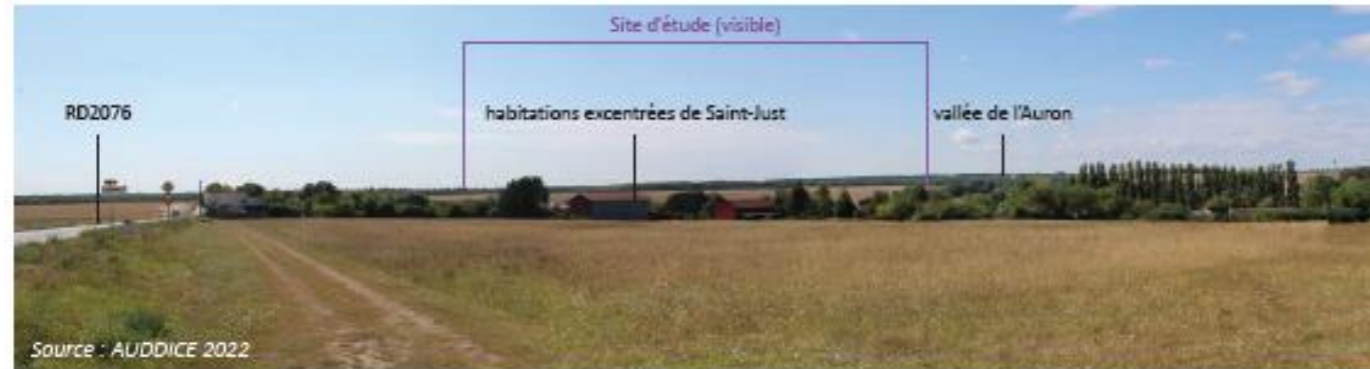 Site d'étude (visible)
RD2076
habitations excentrées de Saint-Just
vallée de l'Auron
Source : AUDDICE 2022